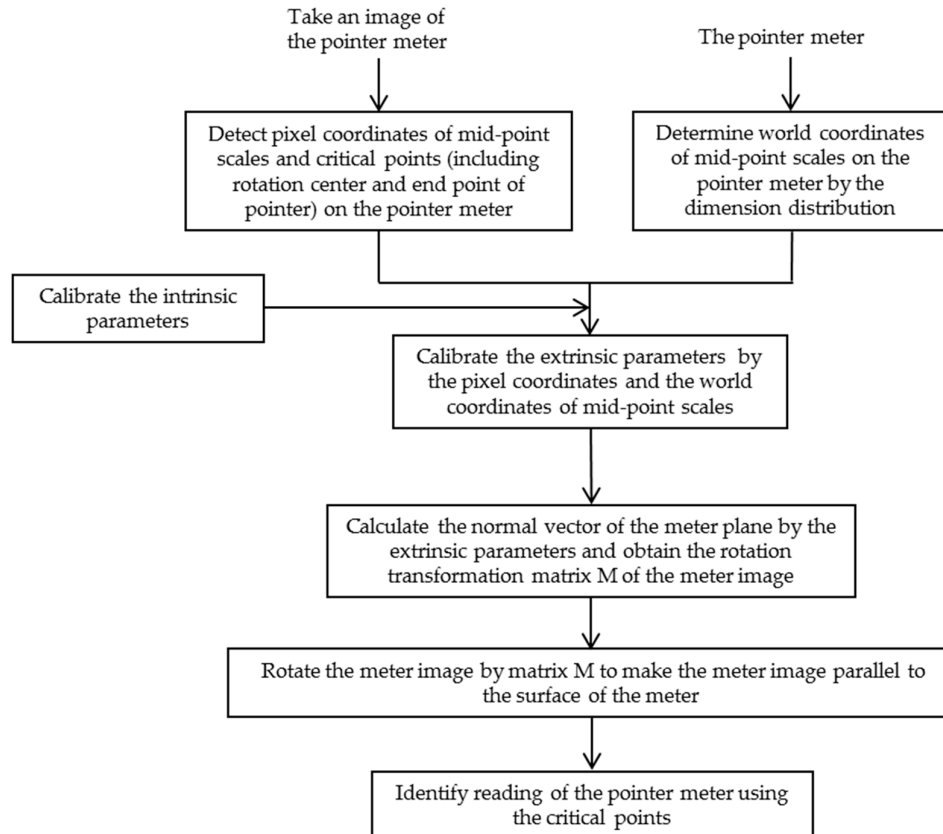 Take an image of
the pointer meter
The pointer meter
Detect pixel coordinates of mid-point
scales and critical points (including
rotation center and end point of
pointer) on the pointer meter
Determine world coordinates
of mid-point scales on the
pointer meter by the
dimension distribution
Calibrate the intrinsic
parameters
Calibrate the extrinsic parameters by
the pixel coordinates and the world
coordinates of mid-point scales
Calculate the normal vector of the meter plane by the
extrinsic parameters and obtain the rotation
transformation matrix M of the meter image
Rotate the meter image by matrix M to make the meter image parallel to
the surface of the meter
Identify reading of the pointer meter using
the critical points